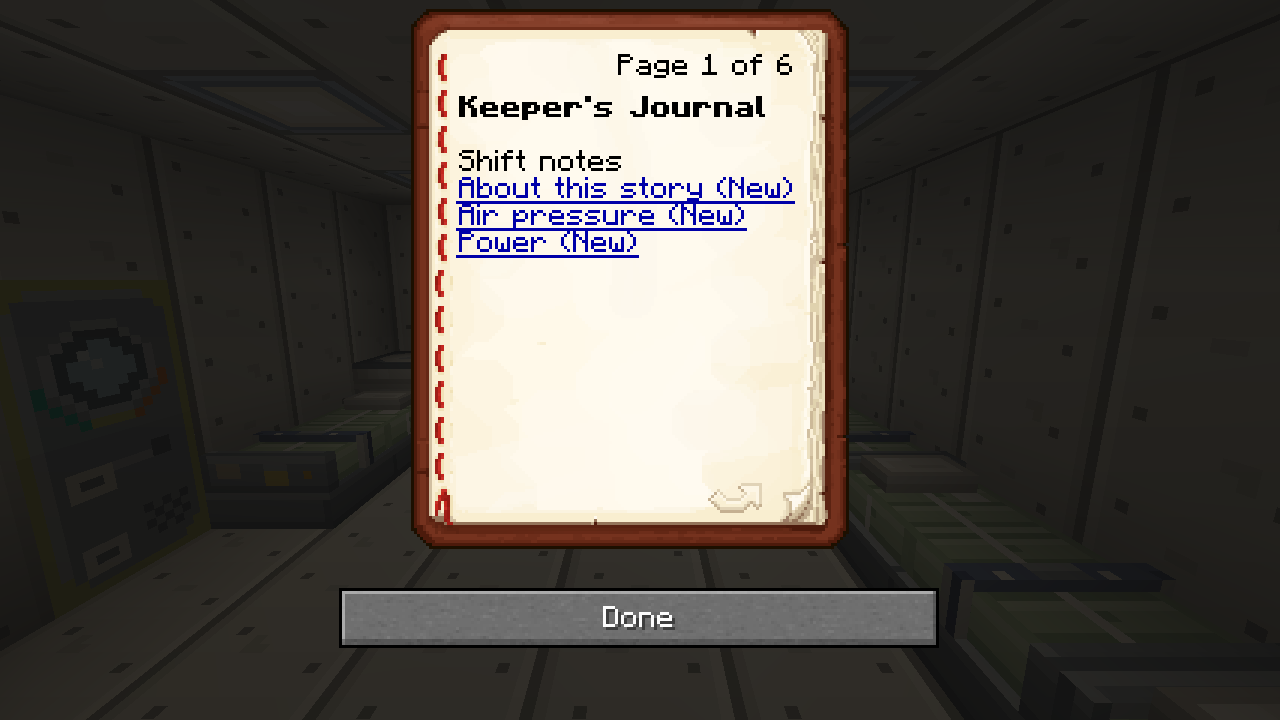 Page 1 of 6
Keeper's Journal
Shift notes
About this story (New)
Air pressure (New)
Power (New)
Done